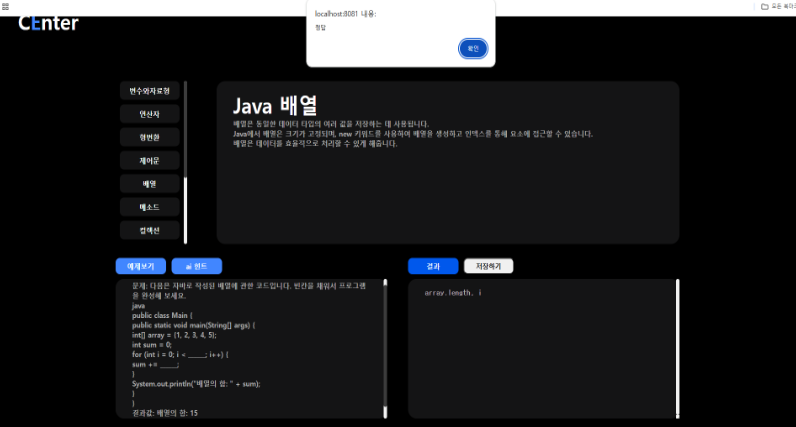 localhost:8081 내용:
정답
확인
모든 북마크
CEnter
변수와자료형
연산자
형변환
제어문
배열
메소드
컬렉션
Java 배열
배열은 동일한 데이터 타입의 여러 값을 저장하는 데 사용됩니다.
Java에서 배열은 크기가 고정되며, new 키워드를 사용하여 배열을 생성하고 인덱스를 통해 요소에 접근할 수 있습니다.
배열은 데이터를 효율적으로 처리할 수 있게 해줍니다.
예제보기
ai 힌트
문제: 다음은 자바로 작성된 배열에 관한 코드입니다. 빈칸을 채워서 프로그램
을 완성해 보세요.
java
public class Main {
public static void main(String[] args) {
int[] array = {1, 2, 3, 4, 5};
int sum = 0;
for (int i = 0; i < _____; i++) {
sum += _____;
}
System.out.println("배열의 합: " + sum);
}
}
결과값: 배열의 합: 15
결과
저장하기
array.length, i